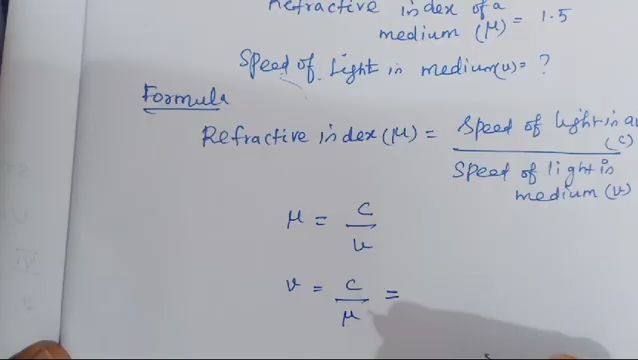 Refractive index of a
medium (μ) = 1.5
Speed of Light in medium(v) = ?
Formula
Refractive index (μ) = Speed of light in
(c)
Speed of light in
medium (v)
μ = c
v
v = c =
μ